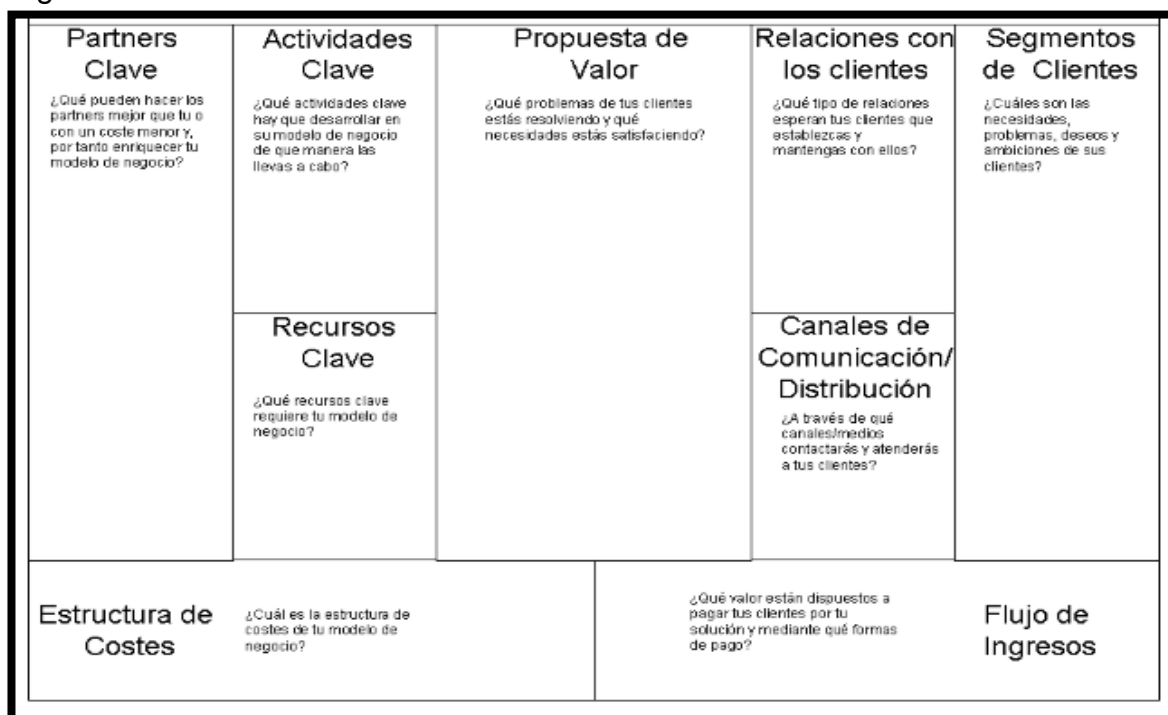 Partners
Clave
¿Qué pueden hacer los
partners mejor que tu o
con un coste menor y,
por tanto enriquecer tu
modelo de negocio?
Actividades
Clave
¿Qué actividades clave
hay que desarrollar en
su modelo de negocio
de que manera las
llevas a cabo?
Recursos
Clave
¿Qué recursos clave
requiere tu modelo de
negocio?
Propuesta de
Valor
¿Qué problemas de tus clientes
estás resolviendo y qué
necesidades estás satisfaciendo?
Relaciones con
los clientes
¿Qué tipo de relaciones
esperan tus clientes que
establezcas y
mantengas con ellos?
Canales de
Comunicación/
Distribución
¿A través de qué
canales/medios
contactarás y atenderás
a tus clientes?
Segmentos
de Clientes
¿Cuáles son las
necesidades,
problemas, deseos y
ambiciones de sus
clientes?
Estructura de
Costes
¿Cuál es la estructura de
costes de tu modelo de
negocio?
¿Qué valor están dispuestos a
pagar tus clientes por tu
solución y mediante qué formas
de pago?
Flujo de
Ingresos